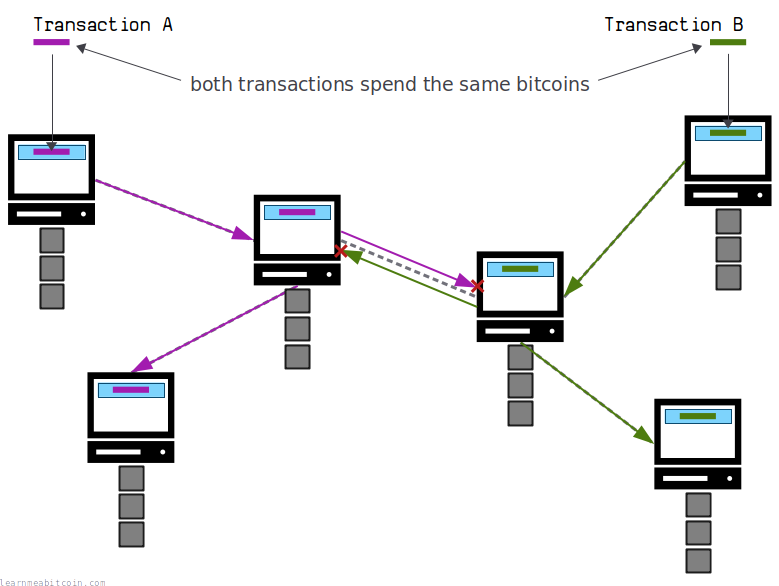 Transaction A
Transaction B
both transactions spend the same bitcoins
learnmeabitcoin.com